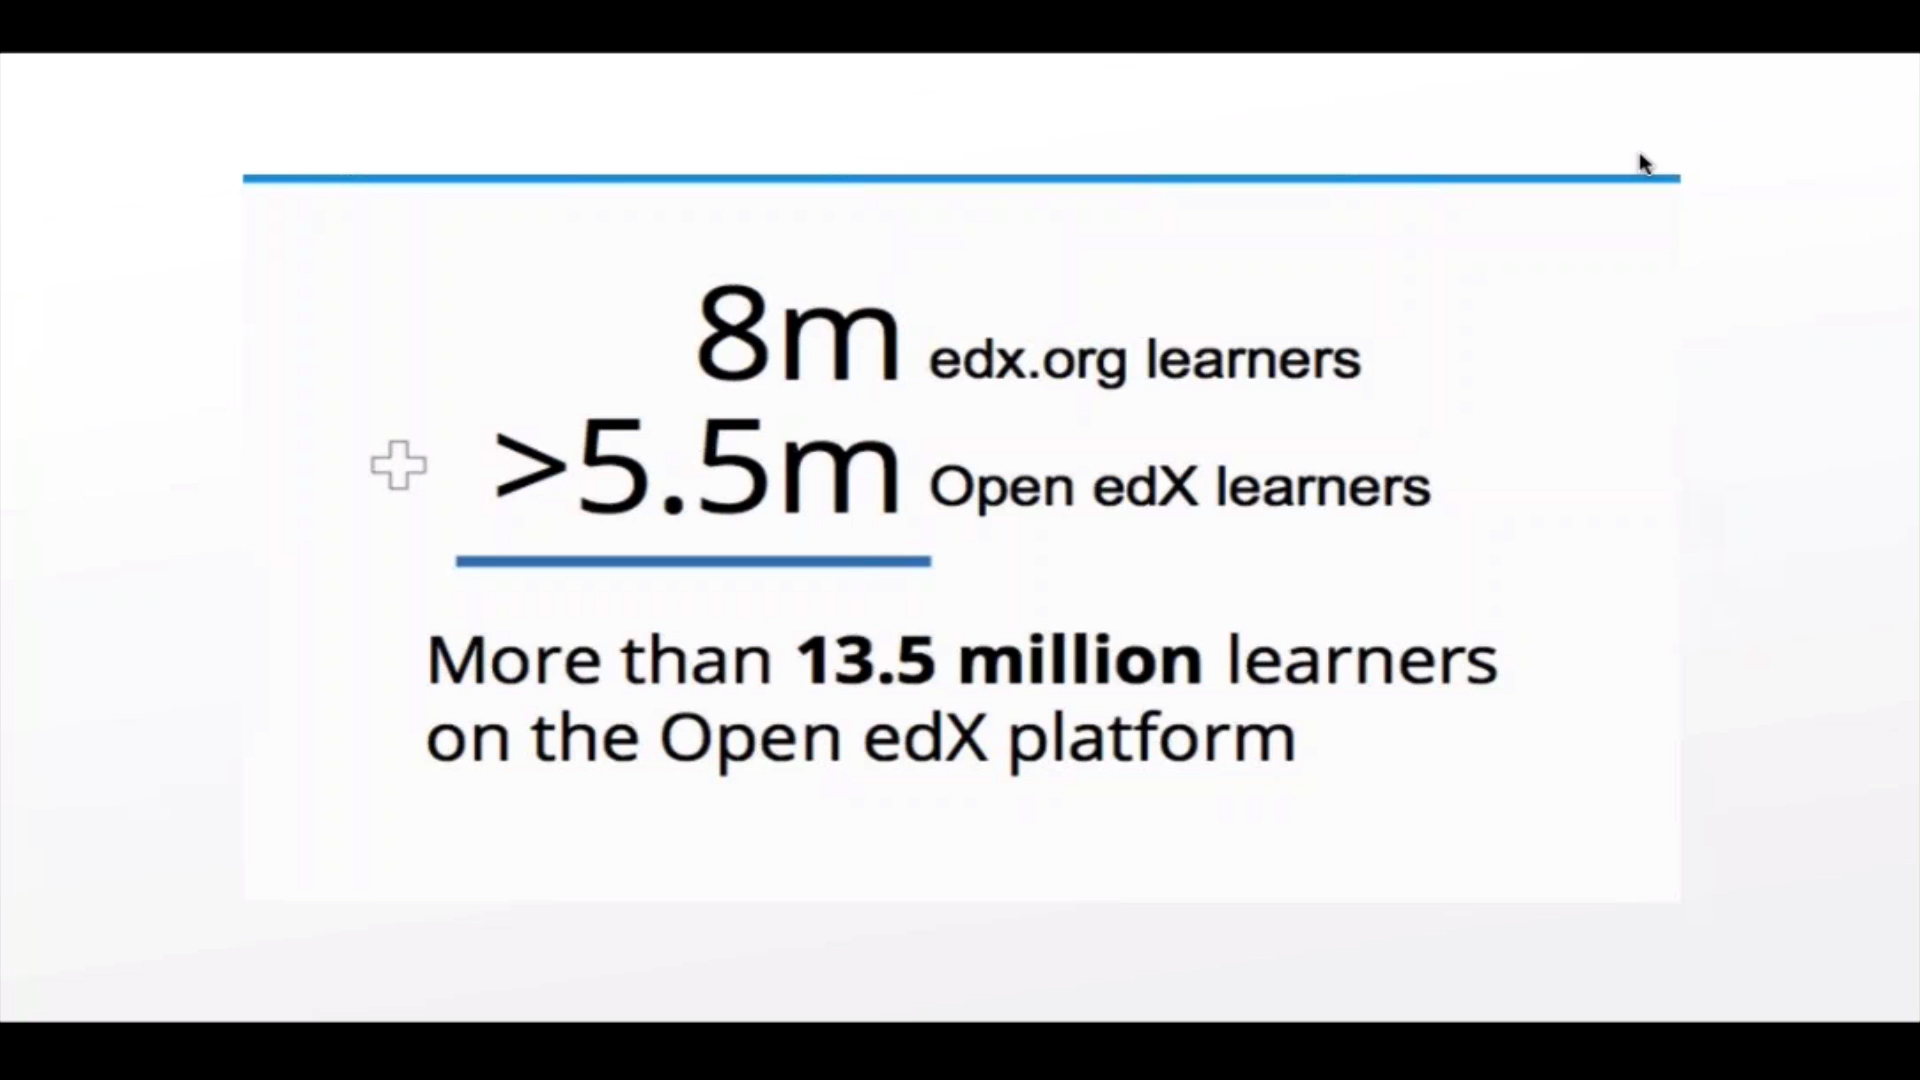 8m edx.org learners
>5.5m Open edX learners
More than 13.5 million learners
on the Open edX platform